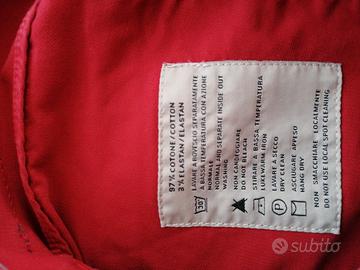 97% COTONE/COTTON
3% ELASTAN/ELASTAN
LAVARE A ROVESCIO SEPARATAMENTE
A BASSA TEMPERATURA CON AZIONE
NORMALE
NORMAL AND SEPARATE INSIDE OUT
WASHING
NON CANDEGGIARE
DO NOT BLEACH
STIRARE A BASSA TEMPERATURA
LUKEWARM IRON
LAVARE A SECCO
DRY CLEAN
ASCIUGARE APPESO
HANG DRY
NON SMACCHIARE LOCALMENTE
DO NOT USE LOCAL SPOT CLEANING
30°
subito